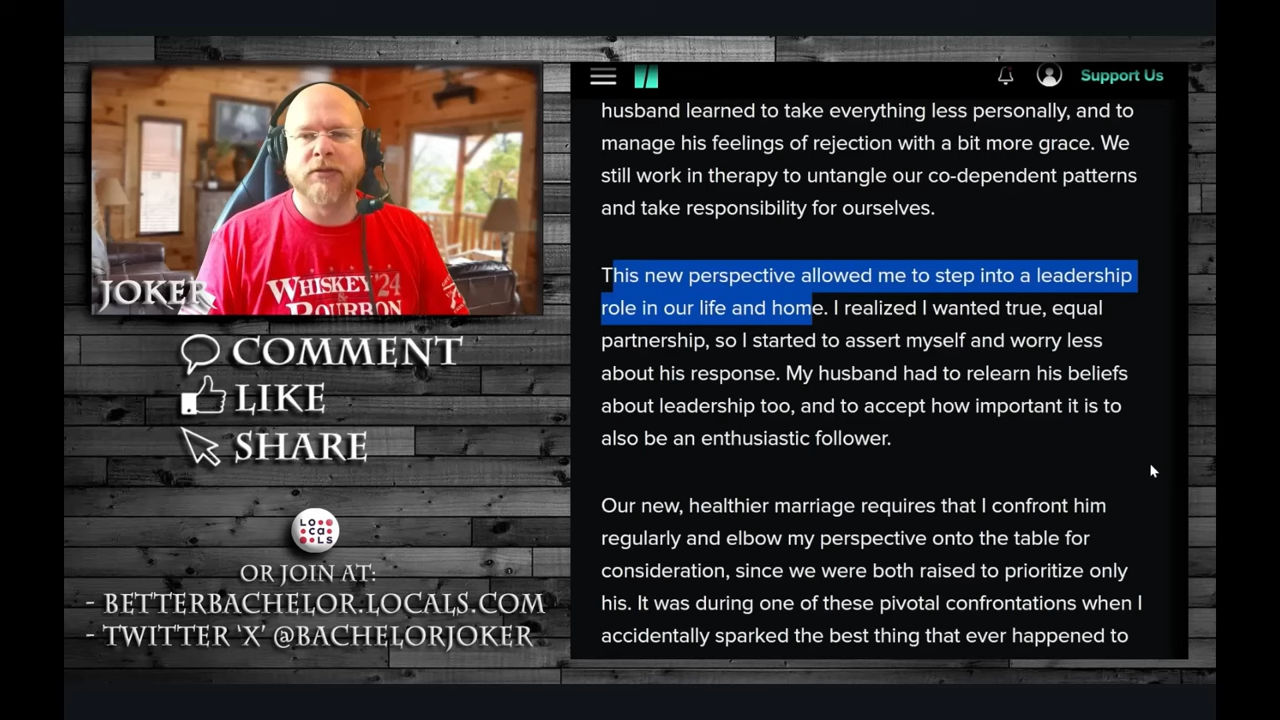 JOKER
WHISKEY'24
&
BOURBON
COMMENT
LIKE
SHARE
LO
ca
LS
OR JOIN AT:
- BETTERBACHELOR.LOCALS.COM
- TWITTER 'X' @BACHELORJOKER
Support Us
husband learned to take everything less personally, and to
manage his feelings of rejection with a bit more grace. We
still work in therapy to untangle our co-dependent patterns
and take responsibility for ourselves.
This new perspective allowed me to step into a leadership
role in our life and home. I realized I wanted true, equal
partnership, so I started to assert myself and worry less
about his response. My husband had to relearn his beliefs
about leadership too, and to accept how important it is to
also be an enthusiastic follower.
Our new, healthier marriage requires that I confront him
regularly and elbow my perspective onto the table for
consideration, since we were both raised to prioritize only
his. It was during one of these pivotal confrontations when I
accidentally sparked the best thing that ever happened to